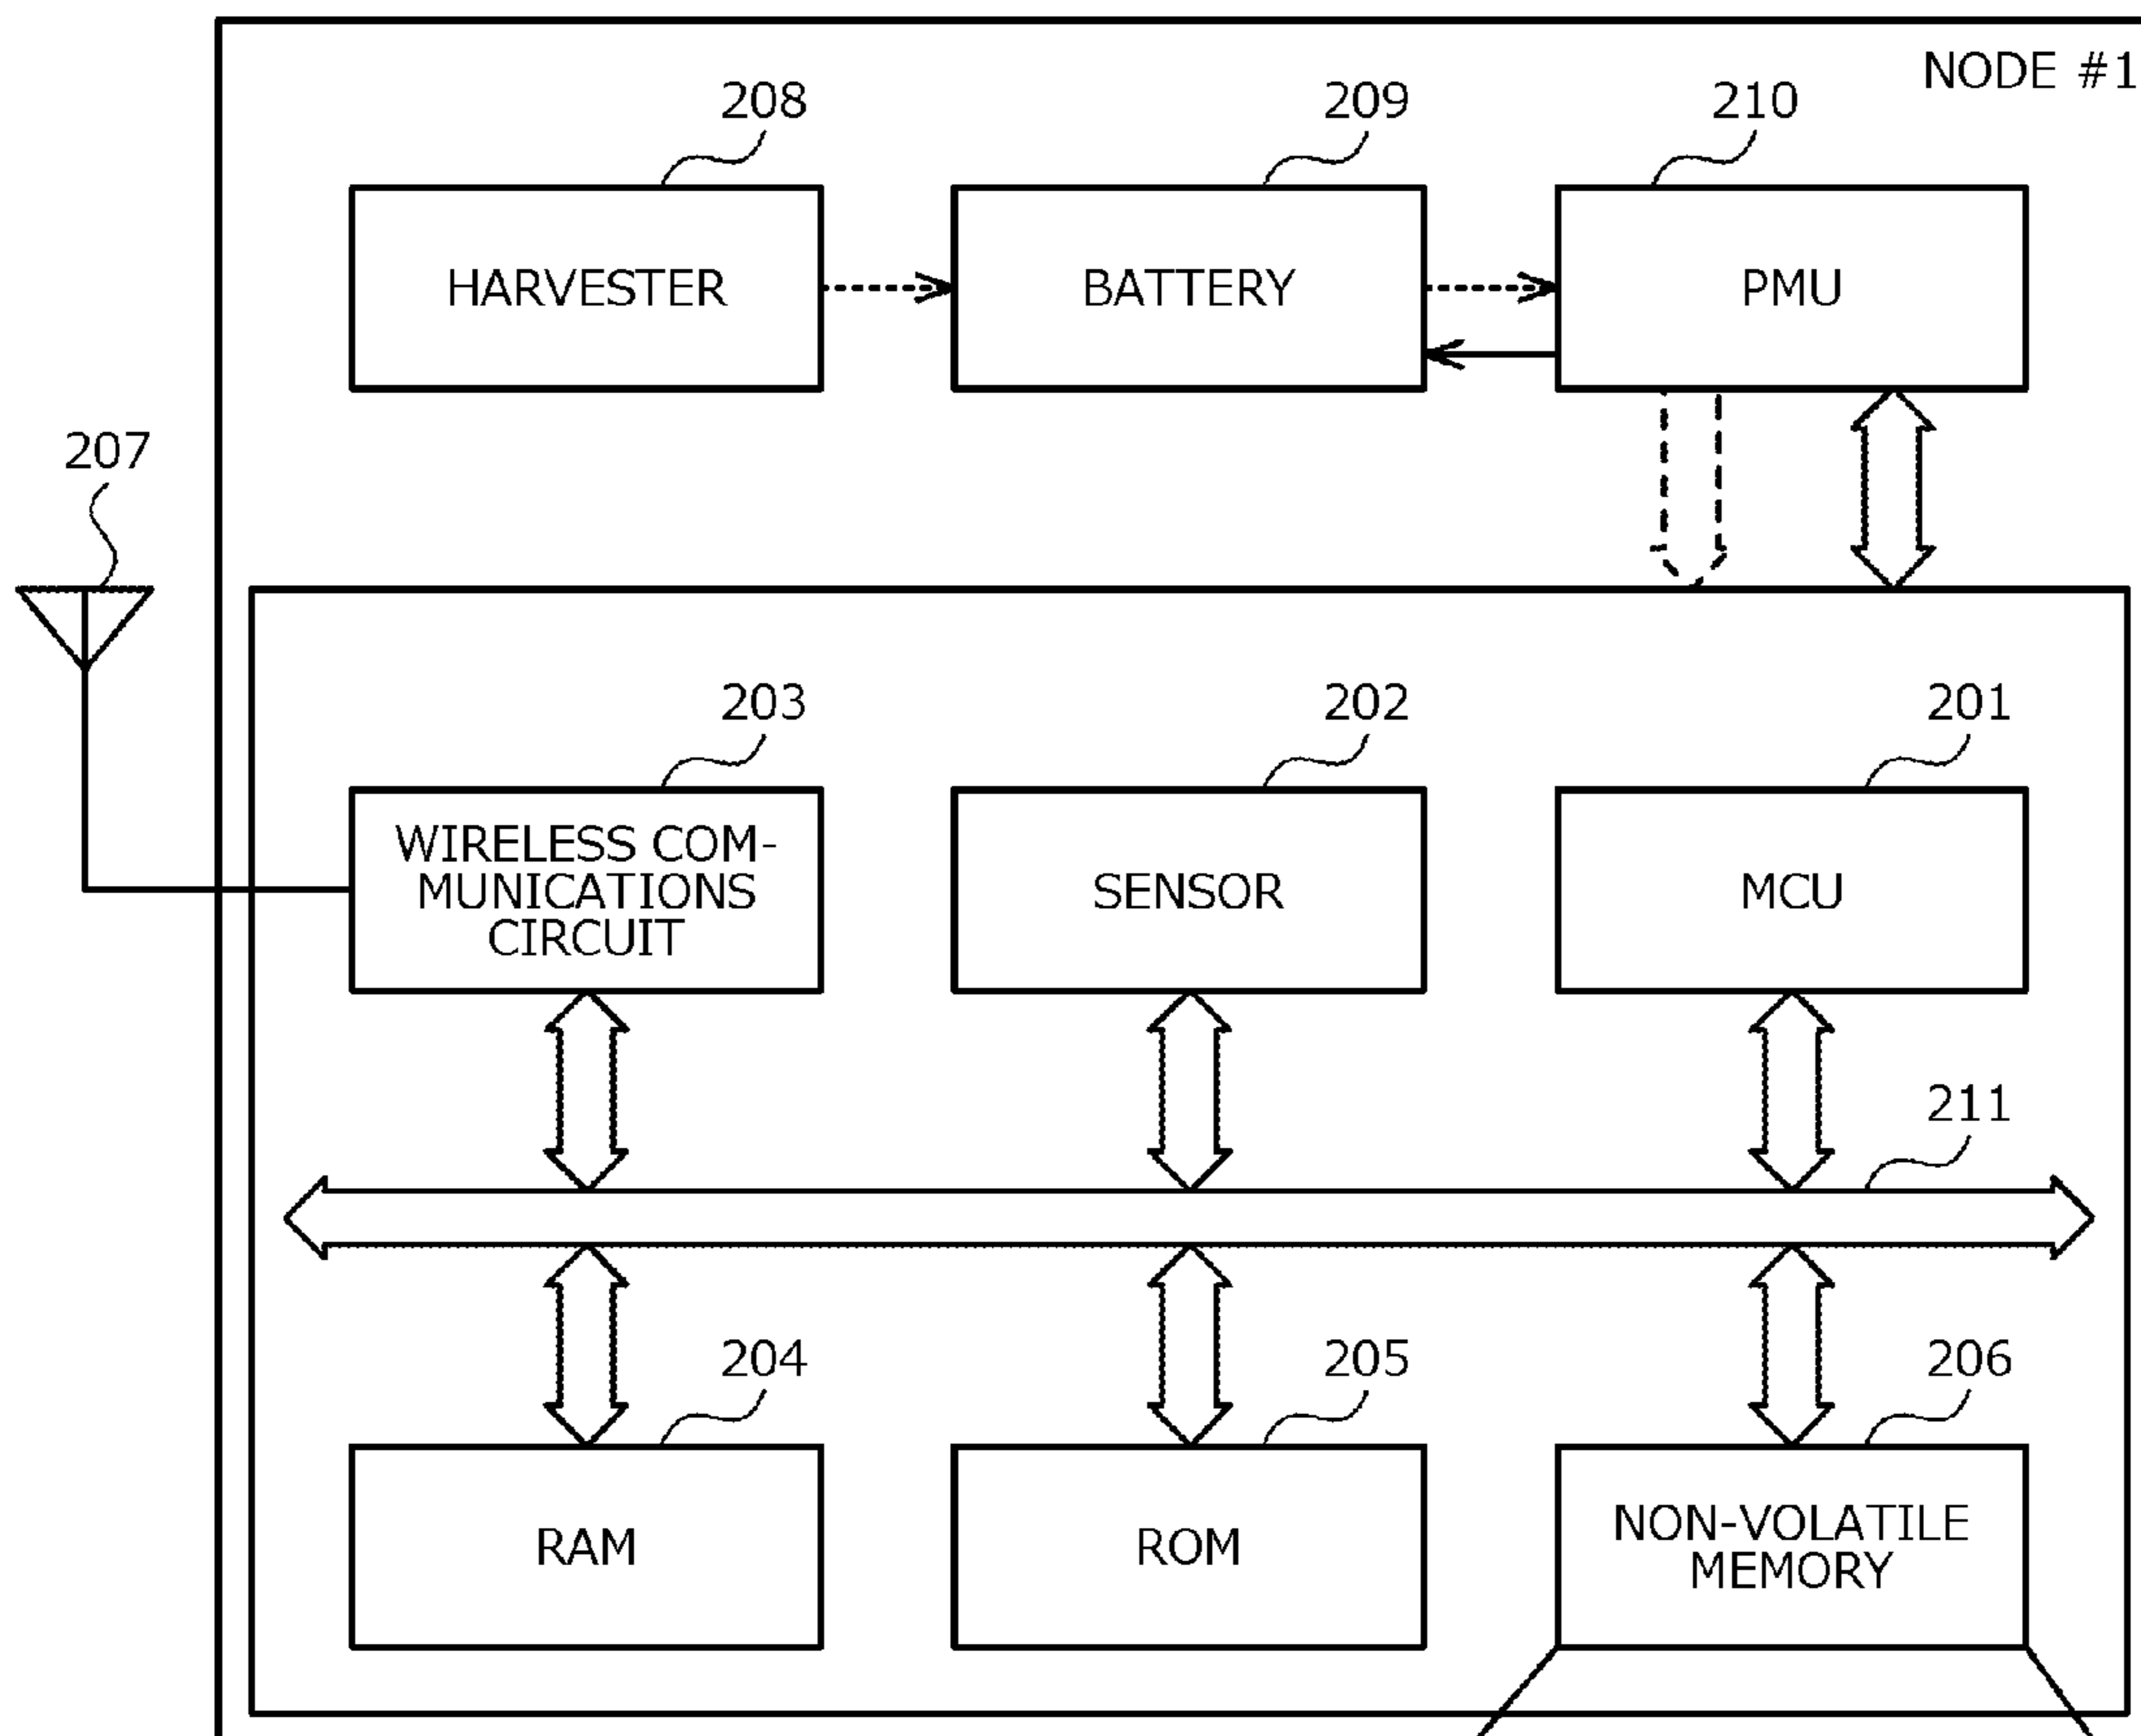 NODE #1
208
209
210
HARVESTER
BATTERY
PMU
207
203
202
201
WIRELESS COM-
MUNICATIONS
CIRCUIT
SENSOR
MCU
211
204
205
206
RAM
ROM
NON-VOLATILE
MEMORY